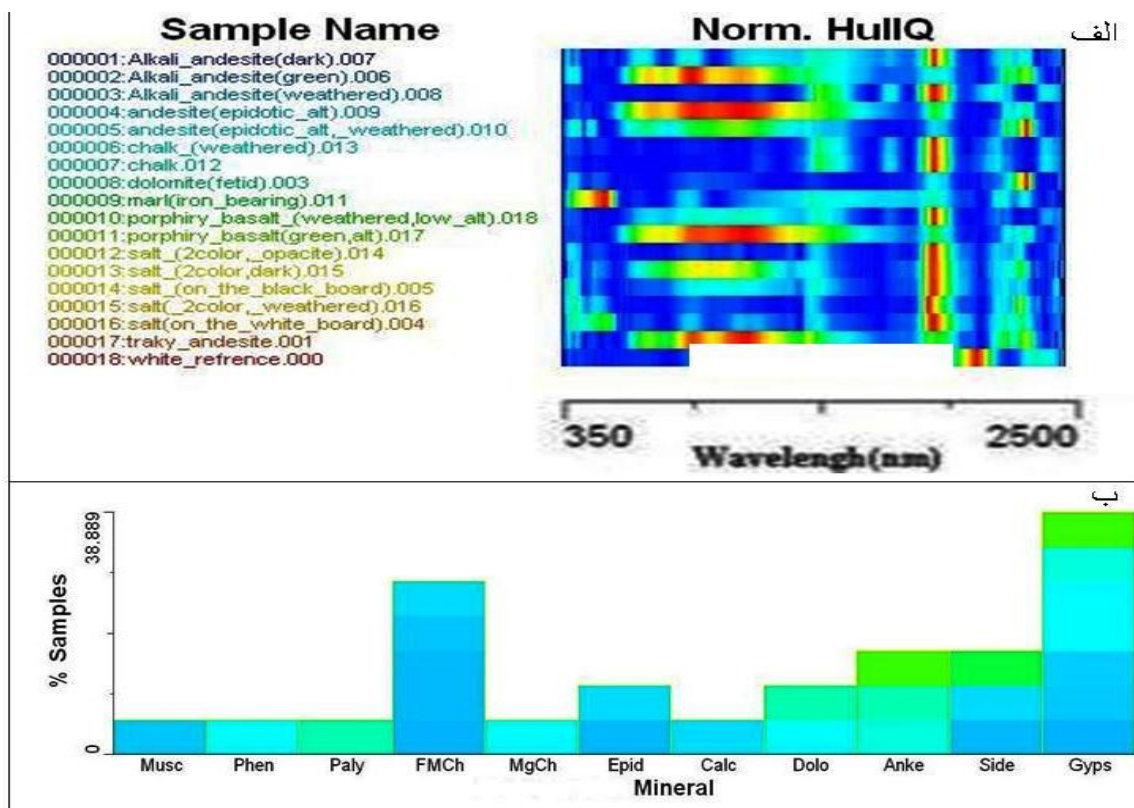 Sample Name
Norm. HullQ
الف
000001:Alkali_andesite(dark).007
000002:Alkali_andesite(green).006
000003:Alkali_andesite(weathered).008
000004:andesite(epidotic_alt).009
000005:andesite(epidotic_alt,_weathered).010
000006:chalk_(weathered).013
000007:chalk.012
000008:dolomite(fetid).003
000009:marl(iron_bearing).011
000010:porphiry_basalt_(weathered,low_alt).018
000011:porphiry_basalt(green,alt).017
000012:salt_(2color,_opacite).014
000013:salt_(2color,dark).015
000014:salt_(on_the_black_board).005
000015:salt(_2color,_weathered).016
000016:salt(on_the_white_board).004
000017:traky_andesite.001
000018:white_refrence.000
350
2500
Wavelengh(nm)
ب
38.889
% Samples
0
Musc Phen Paly FMCh MgCh Epid Calc Dolo Anke Side Gyps
Mineral